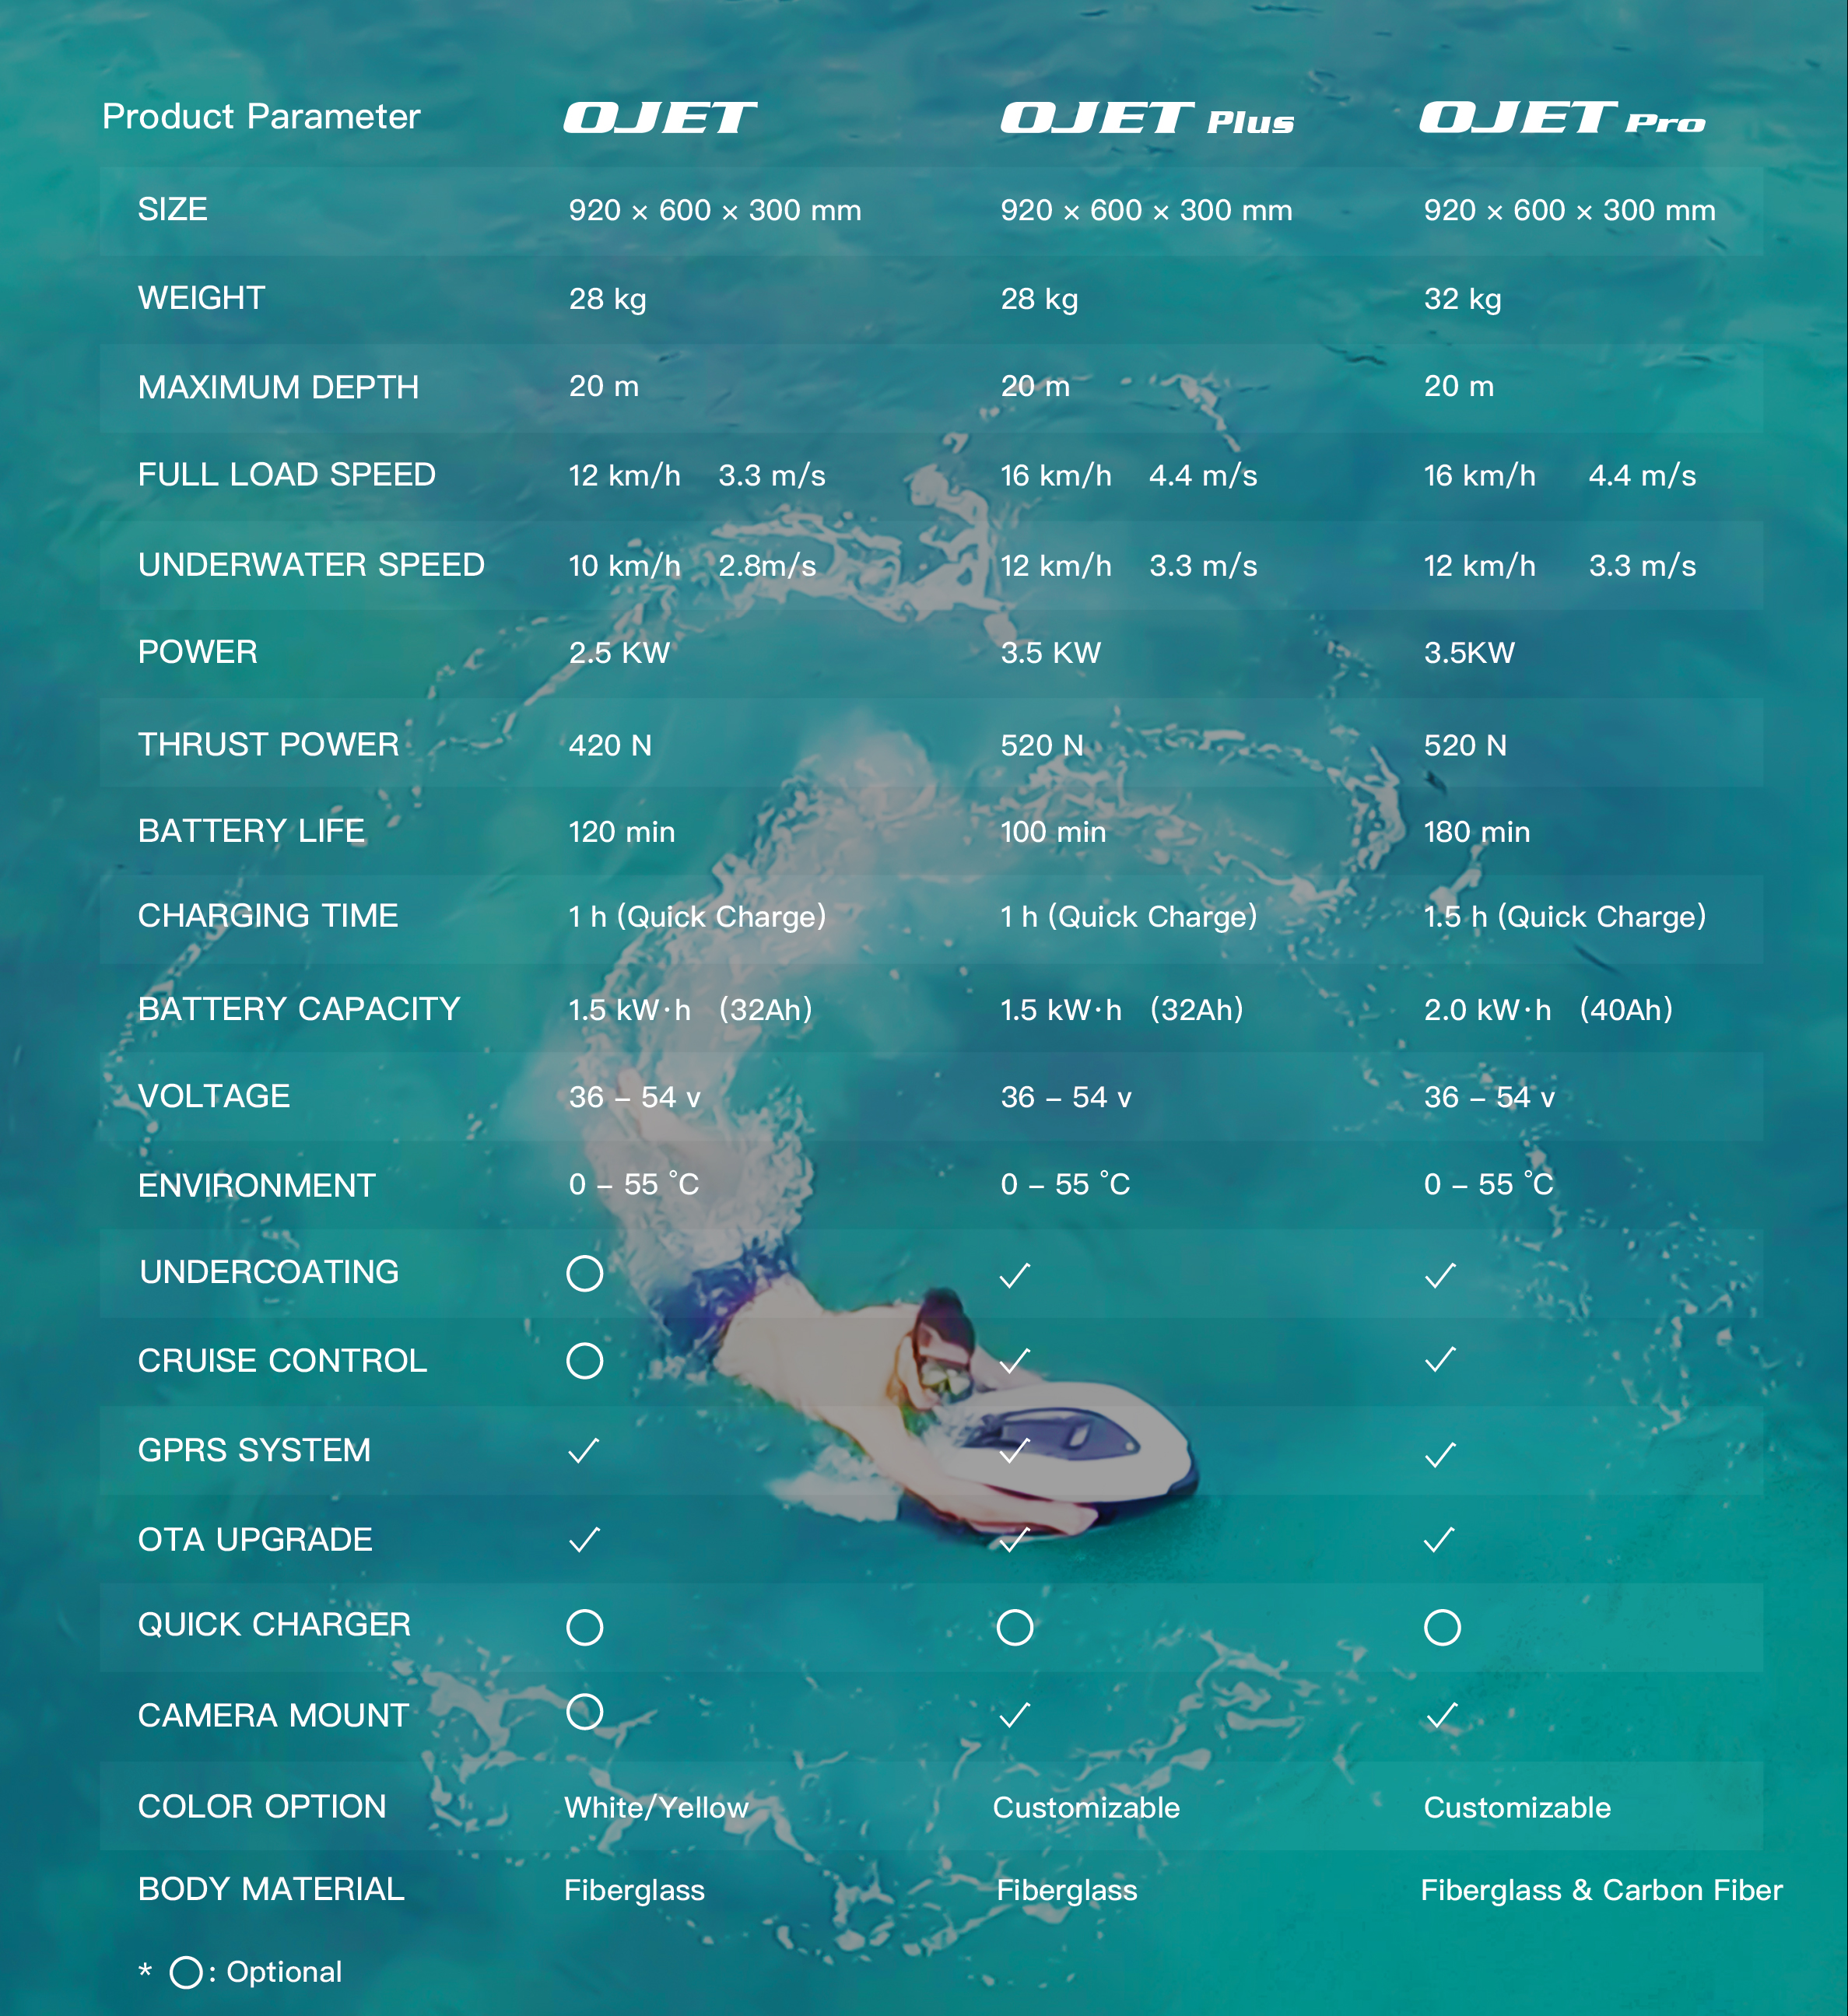 Product Parameter OJET OJET Plus OJET Pro
SIZE 920 × 600 × 300 mm 920 × 600 × 300 mm 920 × 600 × 300 mm
WEIGHT 28 kg 28 kg 32 kg
MAXIMUM DEPTH 20 m 20 m 20 m
FULL LOAD SPEED 12 km/h 3.3 m/s 16 km/h 4.4 m/s 16 km/h 4.4 m/s
UNDERWATER SPEED 10 km/h 2.8m/s 12 km/h 3.3 m/s 12 km/h 3.3 m/s
POWER 2.5 KW 3.5 KW 3.5KW
THRUST POWER 420 N 520 N 520 N
BATTERY LIFE 120 min 100 min 180 min
CHARGING TIME 1 h (Quick Charge) 1 h (Quick Charge) 1.5 h (Quick Charge)
BATTERY CAPACITY 1.5 kW·h (32Ah) 1.5 kW·h (32Ah) 2.0 kW·h (40Ah)
VOLTAGE 36 – 54 v 36 – 54 v 36 – 54 v
ENVIRONMENT 0 – 55 °C 0 – 55 °C 0 – 55 °C
UNDERCOATING ○ ✓ ✓
CRUISE CONTROL ○ ✓ ✓
GPRS SYSTEM ✓ ✓ ✓
OTA UPGRADE ✓ ✓ ✓
QUICK CHARGER ○ ○ ○
CAMERA MOUNT ○ ✓ ✓
COLOR OPTION White/Yellow Customizable Customizable
BODY MATERIAL Fiberglass Fiberglass Fiberglass & Carbon Fiber
* ○: Optional